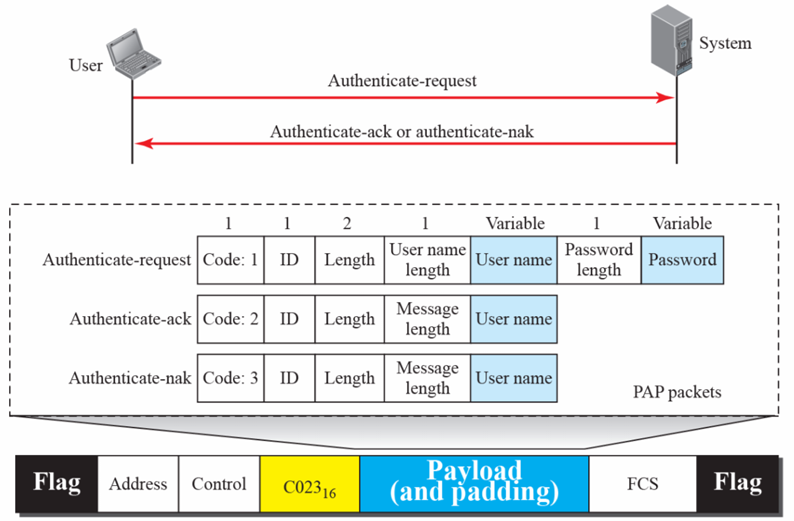 User
System
Authenticate-request
Authenticate-ack or authenticate-nak
1 1 2 1 Variable 1 Variable
Authenticate-request Code: 1 ID Length User name length User name Password length Password
Authenticate-ack Code: 2 ID Length Message length User name
Authenticate-nak Code: 3 ID Length Message length User name
PAP packets
Flag Address Control C023₁₆ Payload (and padding) FCS Flag